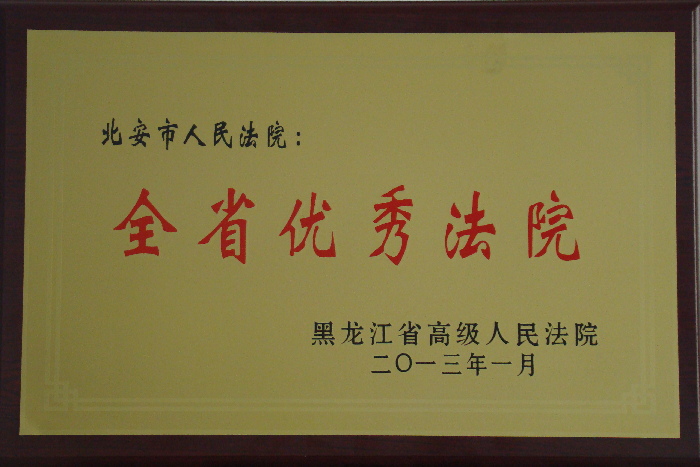 北安市人民法院：
全省优秀法院
黑龙江省高级人民法院
二〇一三年一月